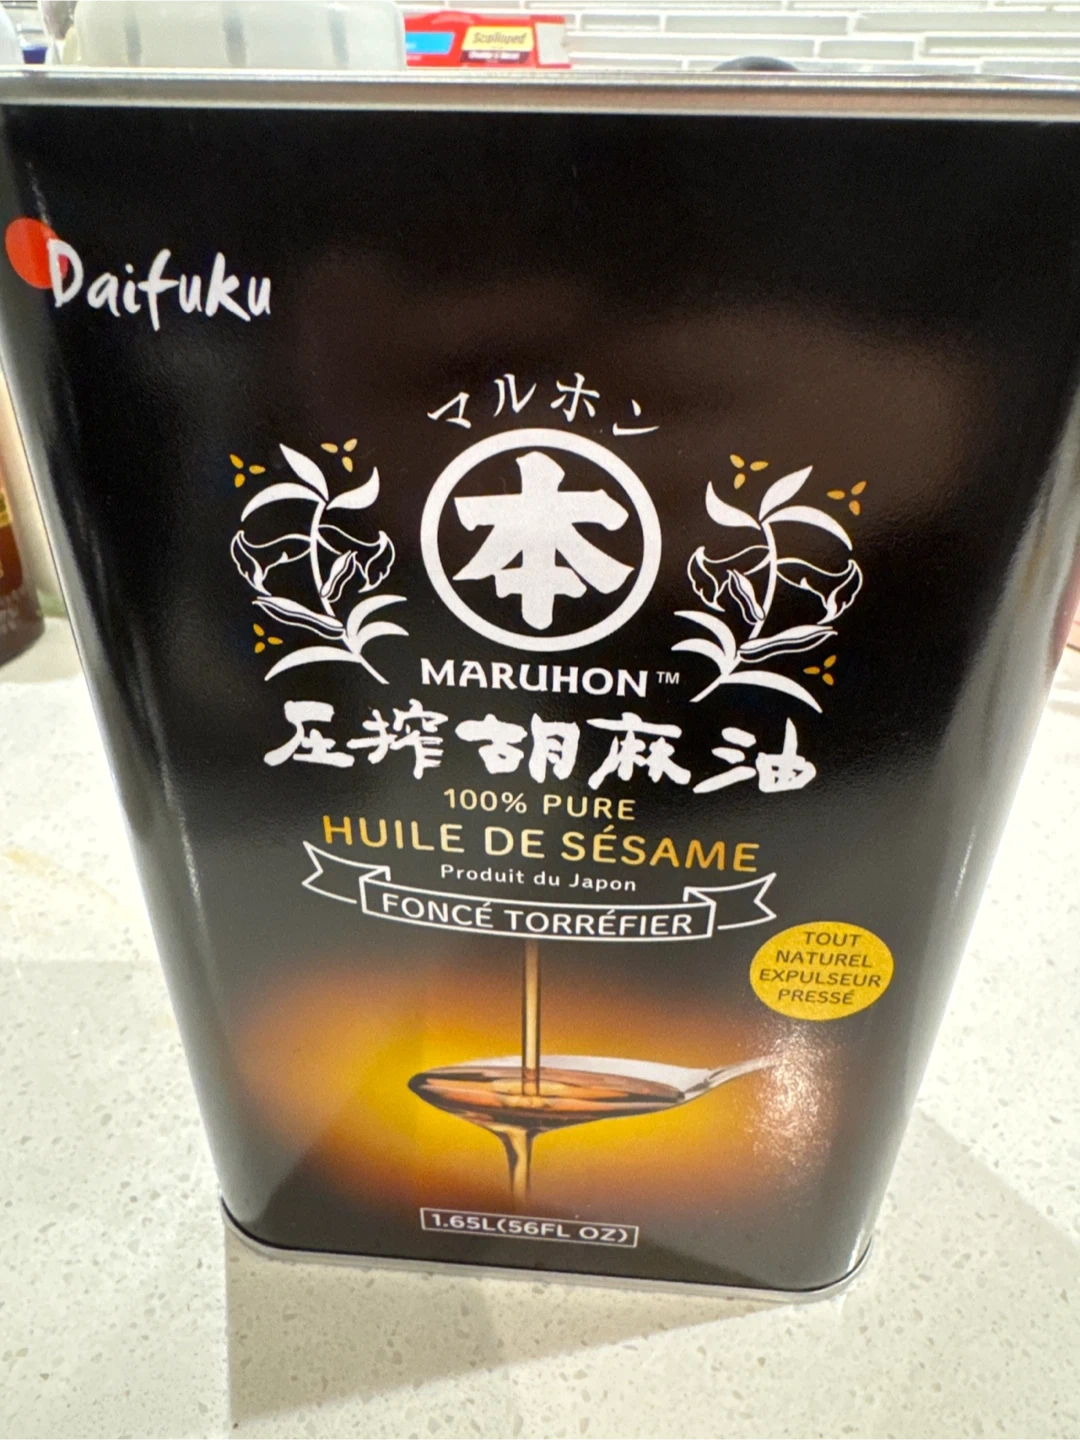 Scalloped
Daifuku
マルホン
本
MARUHON™
圧搾胡麻油
100% PURE
HUILE DE SÉSAME
Produit du Japon
FONCÉ TORRÉFIER
TOUT
NATUREL
EXPULSEUR
PRESSÉ
1.65L(56FL OZ)